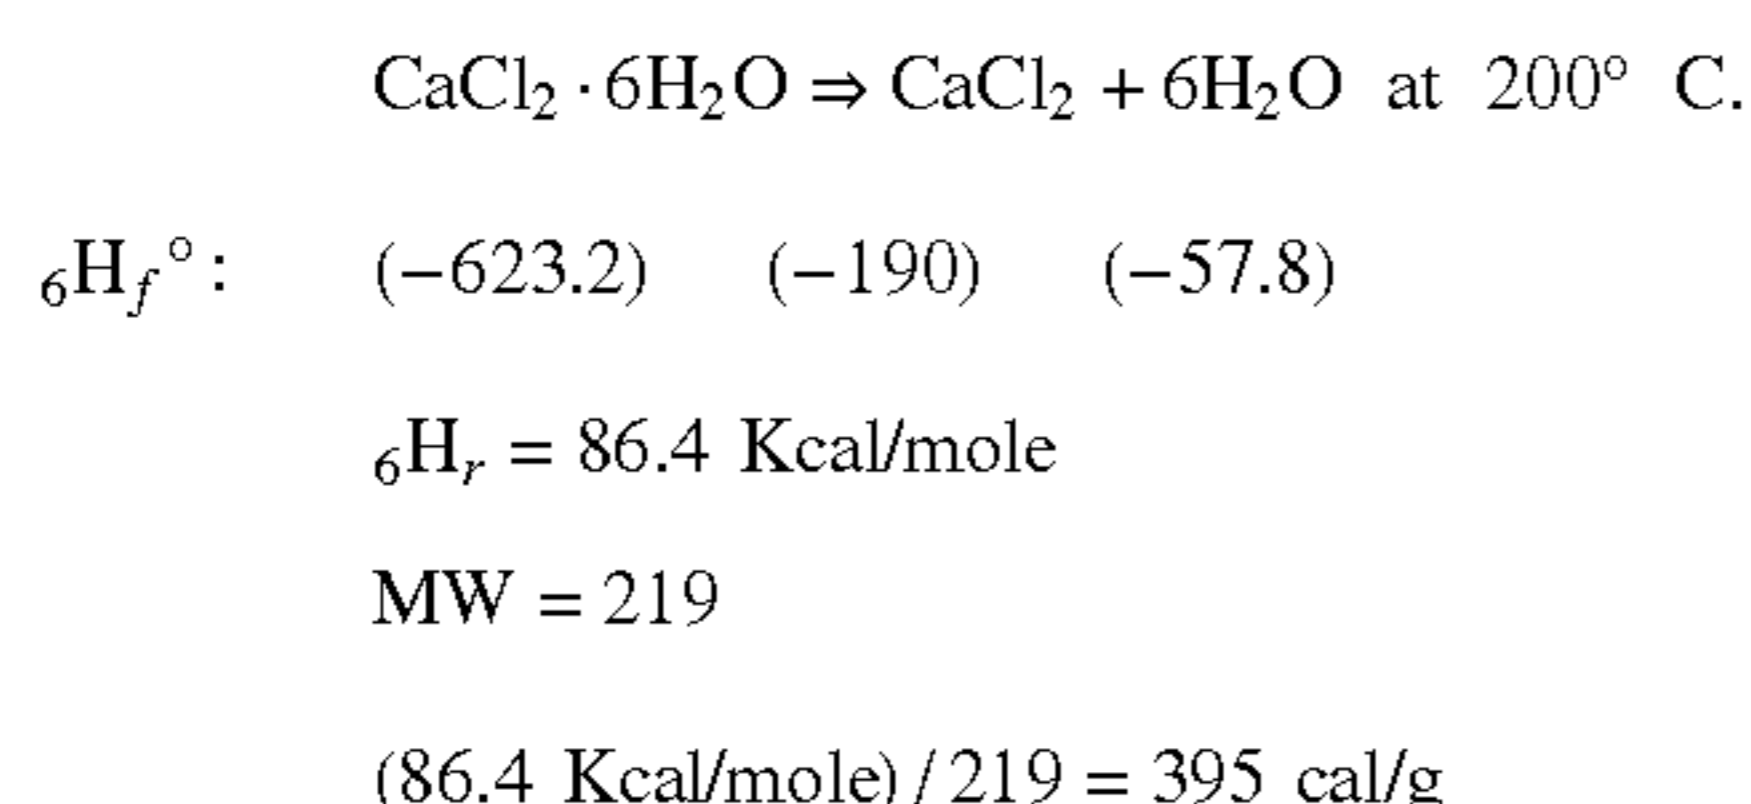 CaCl₂ · 6H₂O ⇒ CaCl₂ + 6H₂O at 200° C.
₆H_f°: (−623.2) (−190) (−57.8)
₆H_r = 86.4 Kcal/mole
MW = 219
(86.4 Kcal/mole)/219 = 395 cal/g